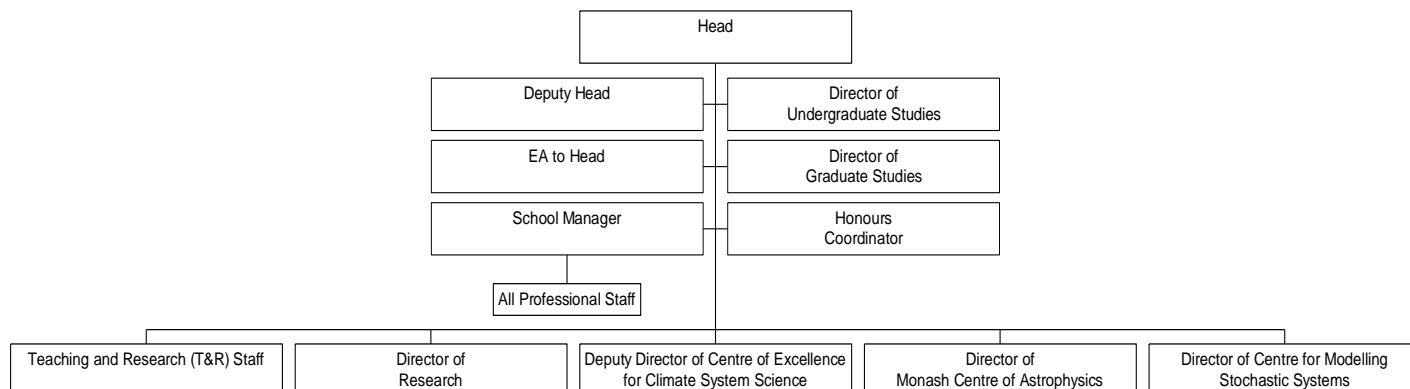 Head
Deputy Head
Director of
Undergraduate Studies
EA to Head
Director of
Graduate Studies
School Manager
Honours
Coordinator
All Professional Staff
Teaching and Research (T&R) Staff
Director of
Research
Deputy Director of Centre of Excellence
for Climate System Science
Director of
Monash Centre of Astrophysics
Director of Centre for Modelling
Stochastic Systems